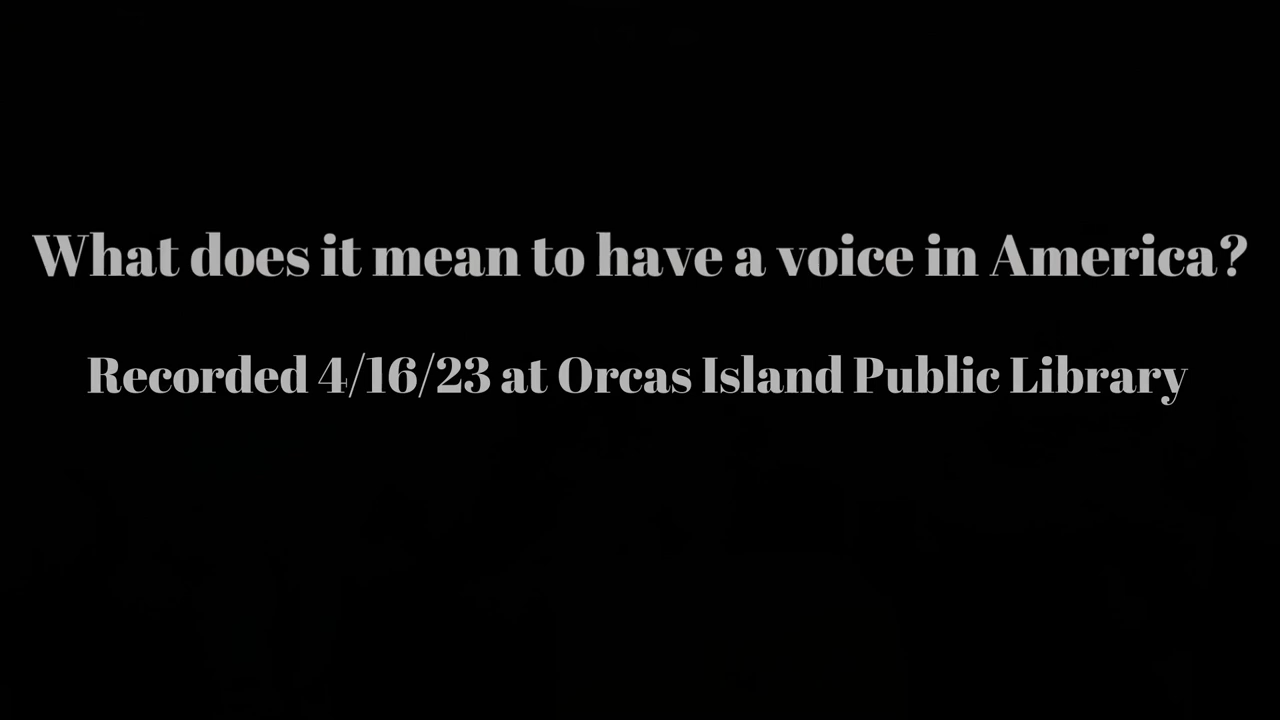 What does it mean to have a voice in America?
Recorded 4/16/23 at Orcas Island Public Library